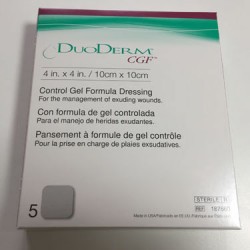 DUODERM®
CGF®
4 in. x 4 in. / 10cm x 10cm
Control Gel Formula Dressing
For the management of exuding wounds.
Con formula de gel controlada
Para el manejo de heridas exudantes.
Pansement à formule de gel contrôle
Pour la prise en charge de plaies exsudatives.
5
STERILE